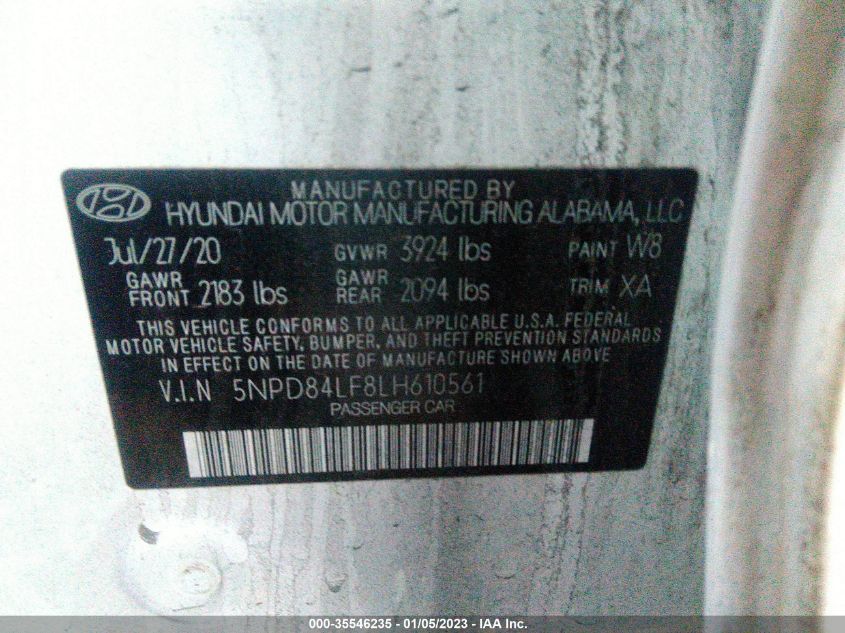 MANUFACTURED BY
HYUNDAI MOTOR MANUFACTURING ALABAMA, LLC
Jul/27/20 GVWR 3924 lbs PAINT W8
GAWR FRONT 2183 lbs GAWR REAR 2094 lbs TRIM XA
THIS VEHICLE CONFORMS TO ALL APPLICABLE U.S.A. FEDERAL
MOTOR VEHICLE SAFETY, BUMPER, AND THEFT PREVENTION STANDARDS
IN EFFECT ON THE DATE OF MANUFACTURE SHOWN ABOVE.
V.I.N 5NPD84LF8LH610561
PASSENGER CAR
000-35546235 - 01/05/2023 - IAA Inc.